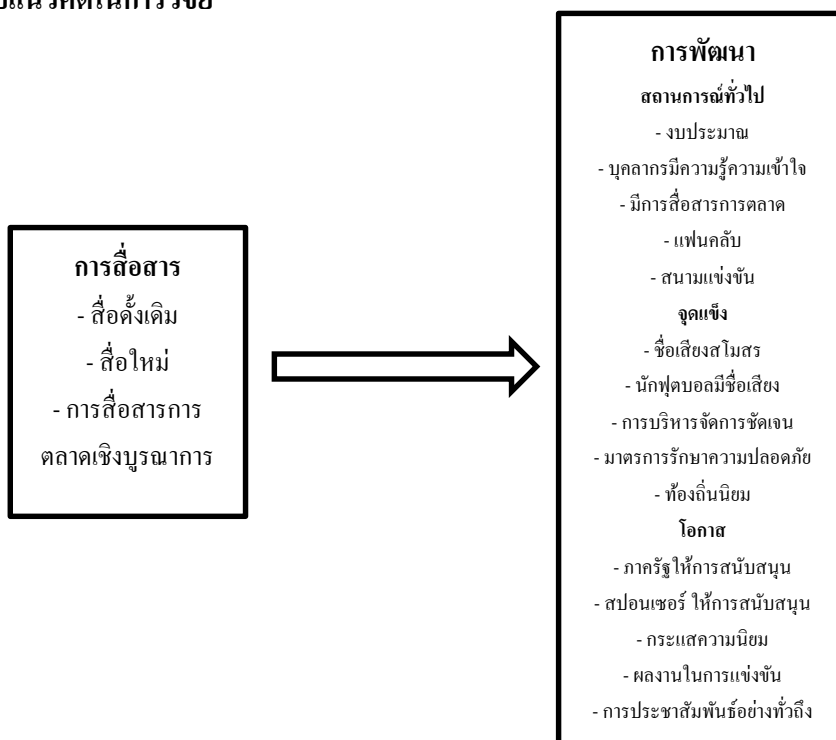 การสื่อสาร
- สื่อดั้งเดิม
- สื่อใหม่
- การสื่อสารการ
ตลาดเชิงบูรณาการ
การพัฒนา
สถานการณ์ทั่วไป
- งบประมาณ
- บุคลากรมีความรู้ความเข้าใจ
- มีการสื่อสารการตลาด
- แฟนคลับ
- สนามแข่งขัน
จุดแข็ง
- ชื่อเสียงสโมสร
- นักฟุตบอลมีชื่อเสียง
- การบริหารจัดการชัดเจน
- มาตรการรักษาความปลอดภัย
- ท้องถิ่นนิยม
โอกาส
- ภาครัฐให้การสนับสนุน
- สปอนเซอร์ ให้การสนับสนุน
- กระแสความนิยม
- ผลงานในการแข่งขัน
- การประชาสัมพันธ์อย่างทั่วถึง